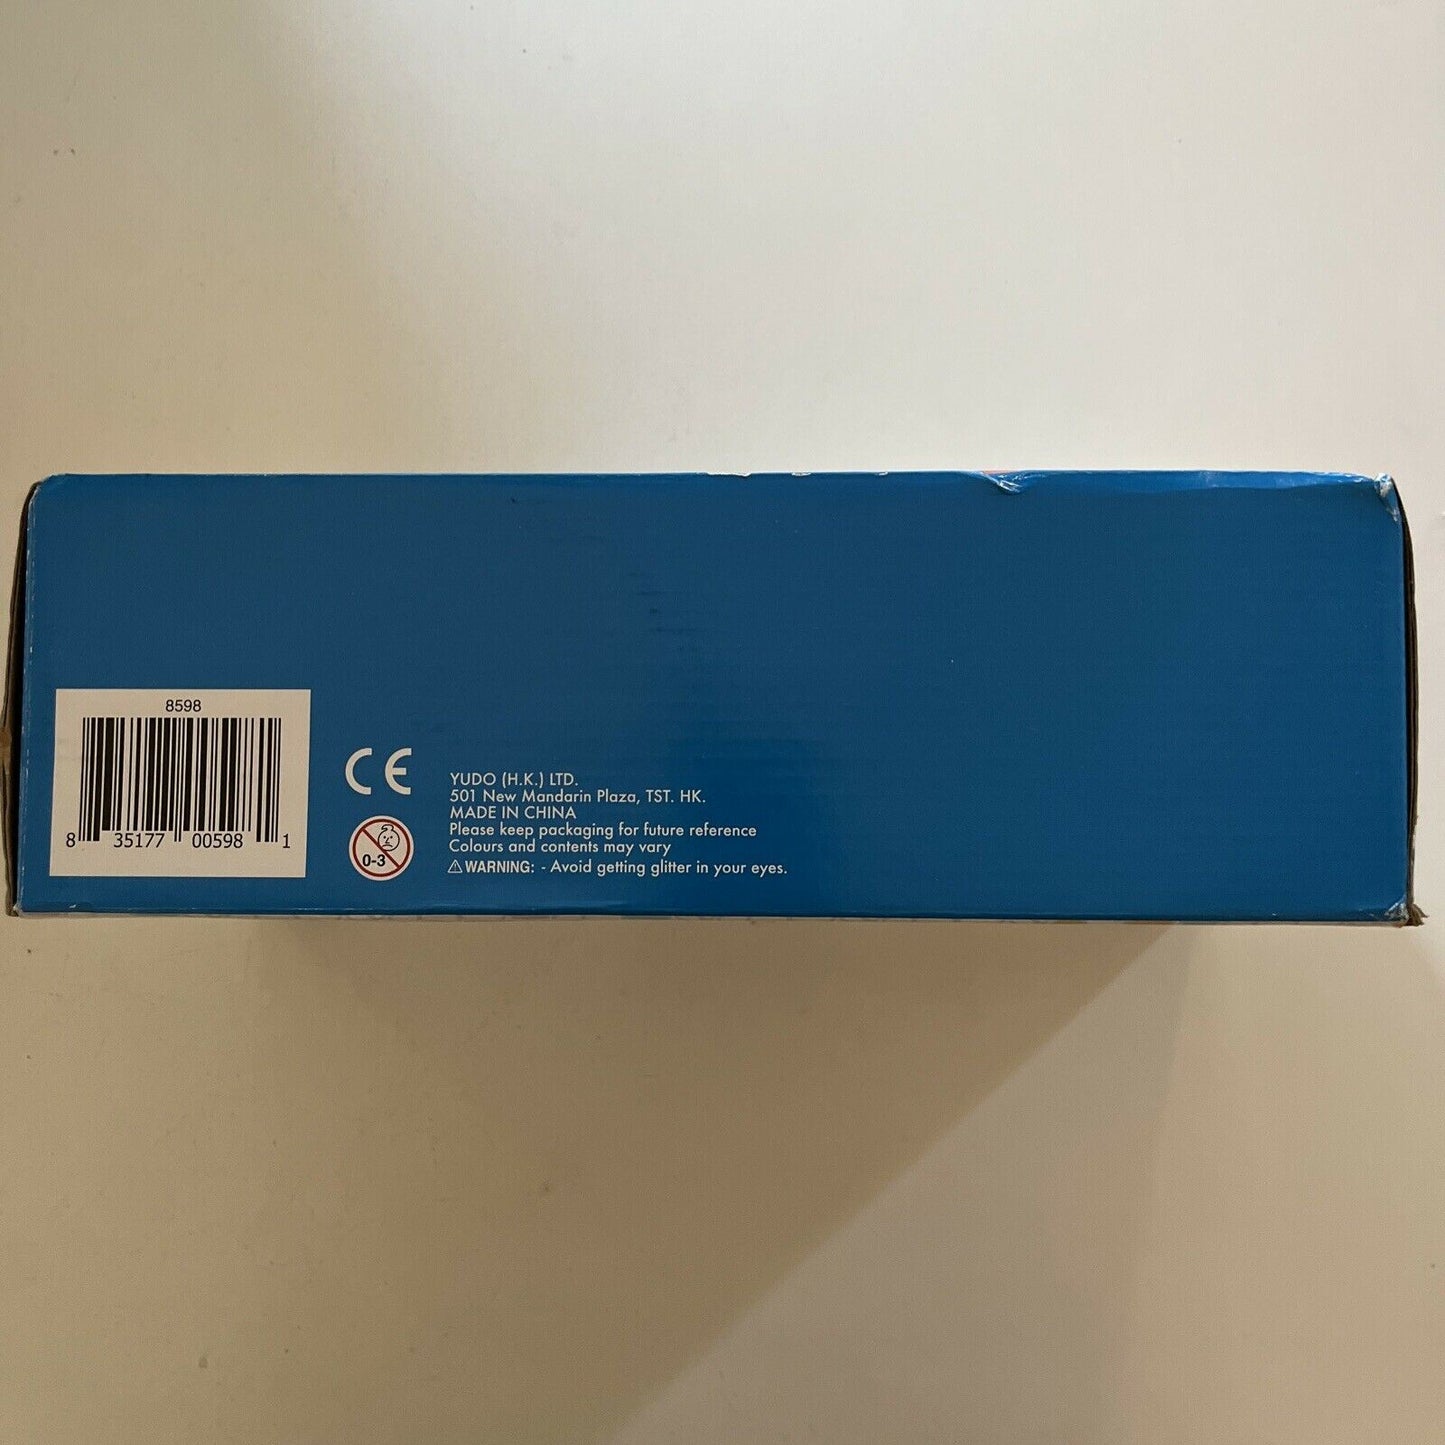 8598
8 35177 00598 1
CE
0-3
YUDO (H.K.) LTD.
501 New Mandarin Plaza, TST. HK.
MADE IN CHINA
Please keep packaging for future reference
Colours and contents may vary
⚠ WARNING: - Avoid getting glitter in your eyes.